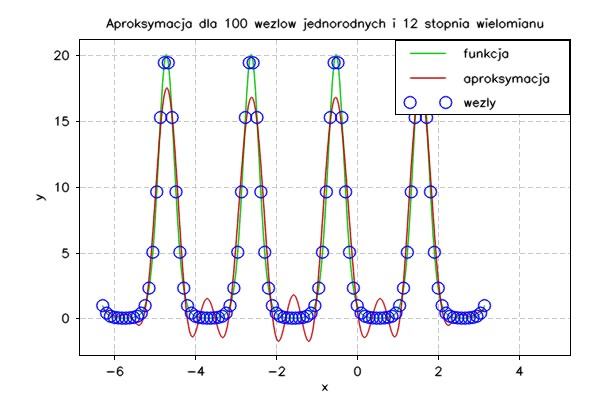 Aproksymacja dla 100 wezlow jednorodnych i 12 stopnia wielomianu
funkcja
aproksymacja
wezly
20
15
10
5
0
y
−6 −4 −2 0 2 4
x